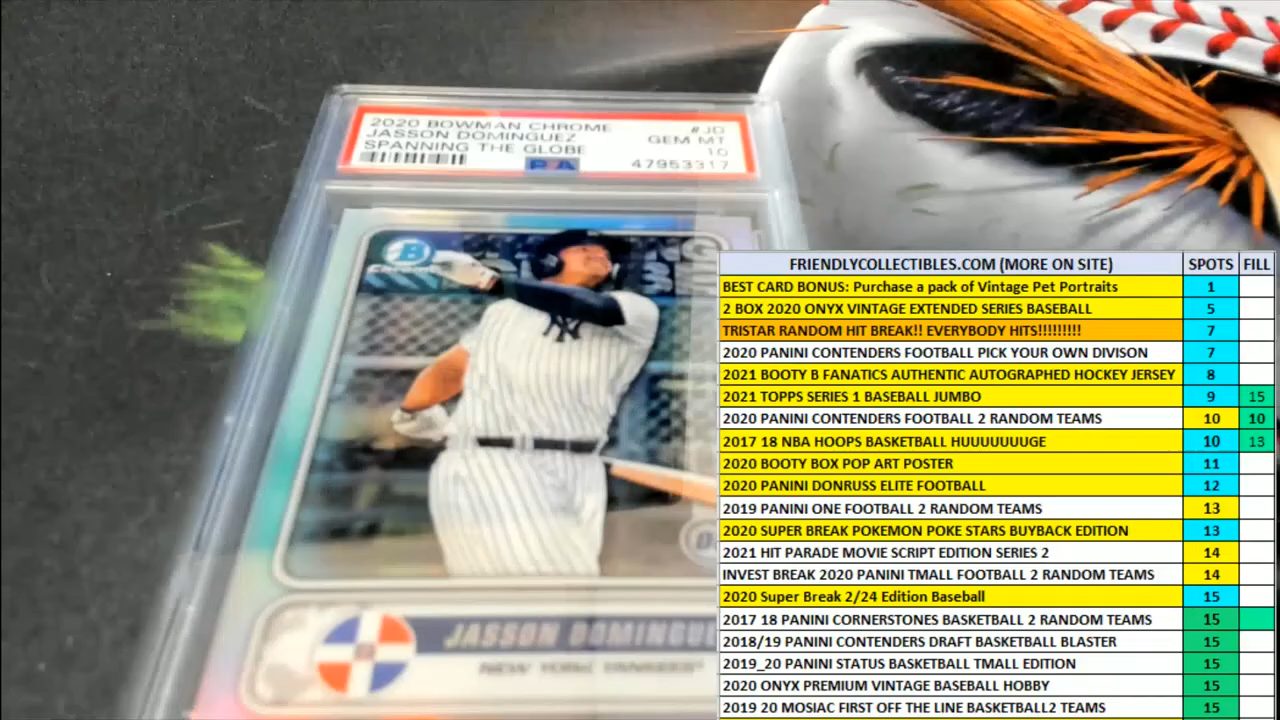 2020 BOWMAN CHROME #JD
JASSON DOMINGUEZ GEM MT
SPANNING THE GLOBE 10
PSA 47953317
B
CHROME
NY
JASSON DOMINGUE
NEW YORK YANKEES
FRIENDLYCOLLECTIBLES.COM (MORE ON SITE) SPOTS FILL
BEST CARD BONUS: Purchase a pack of Vintage Pet Portraits 1
2 BOX 2020 ONYX VINTAGE EXTENDED SERIES BASEBALL 5
TRISTAR RANDOM HIT BREAK!! EVERYBODY HITS!!!!!!!!! 7
2020 PANINI CONTENDERS FOOTBALL PICK YOUR OWN DIVISON 7
2021 BOOTY B FANATICS AUTHENTIC AUTOGRAPHED HOCKEY JERSEY 8
2021 TOPPS SERIES 1 BASEBALL JUMBO 9 15
2020 PANINI CONTENDERS FOOTBALL 2 RANDOM TEAMS 10 10
2017 18 NBA HOOPS BASKETBALL HUUUUUUUGE 10 13
2020 BOOTY BOX POP ART POSTER 11
2020 PANINI DONRUSS ELITE FOOTBALL 12
2019 PANINI ONE FOOTBALL 2 RANDOM TEAMS 13
2020 SUPER BREAK POKEMON POKE STARS BUYBACK EDITION 13
2021 HIT PARADE MOVIE SCRIPT EDITION SERIES 2 14
INVEST BREAK 2020 PANINI TMALL FOOTBALL 2 RANDOM TEAMS 14
2020 Super Break 2/24 Edition Baseball 15
2017 18 PANINI CORNERSTONES BASKETBALL 2 RANDOM TEAMS 15
2018/19 PANINI CONTENDERS DRAFT BASKETBALL BLASTER 15
2019_20 PANINI STATUS BASKETBALL TMALL EDITION 15
2020 ONYX PREMIUM VINTAGE BASEBALL HOBBY 15
2019 20 MOSIAC FIRST OFF THE LINE BASKETBALL2 TEAMS 15